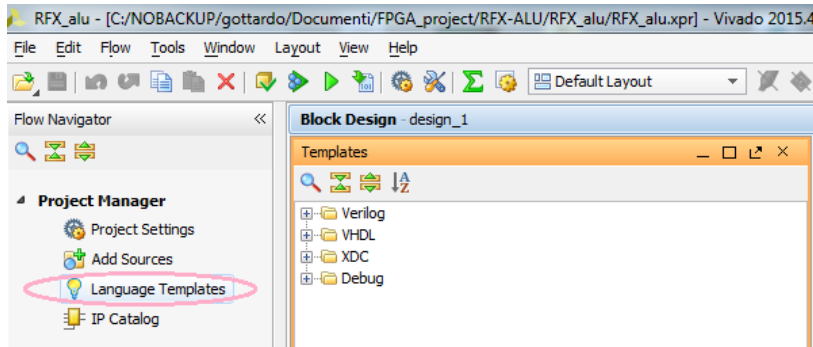 RFX_alu - [C:/NOBACKUP/gottardo/Documenti/FPGA_project/RFX-ALU/RFX_alu/RFX_alu.xpr] - Vivado 2015.4
File Edit Flow Tools Window Layout View Help
Default Layout
Flow Navigator
Block Design - design_1
Templates
Project Manager
Project Settings
Add Sources
Language Templates
IP Catalog
Verilog
VHDL
XDC
Debug